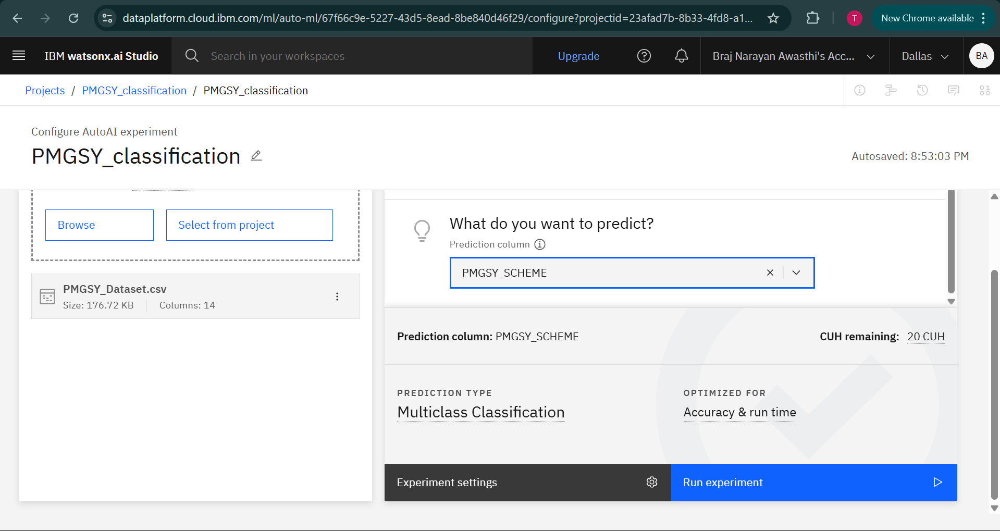 dataplatform.cloud.ibm.com/ml/auto-ml/67f66c9e-5227-43d5-8ead-8be840d46f29/configure?projectid=23afad7b-8b33-4fd8-a1...
T
New Chrome available
IBM watsonx.ai Studio
Search in your workspaces
Upgrade
Braj Narayan Awasthi's Acc...
Dallas
BA
Projects / PMGSY_classification / PMGSY_classification
Configure AutoAI experiment
PMGSY_classification
Autosaved: 8:53:03 PM
Browse
Select from project
PMGSY_Dataset.csv
Size: 176.72 KB
Columns: 14
What do you want to predict?
Prediction column
PMGSY_SCHEME
Prediction column: PMGSY_SCHEME
CUH remaining: 20 CUH
PREDICTION TYPE
Multiclass Classification
OPTIMIZED FOR
Accuracy & run time
Experiment settings
Run experiment